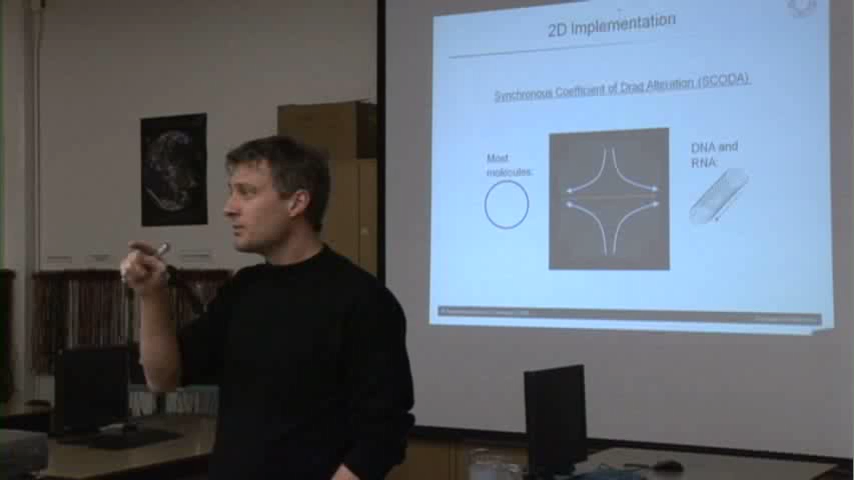 2D Implementation
Synchronous Coefficient of Drag Alteration (SCODA)
Most
molecules:
DNA and
RNA: